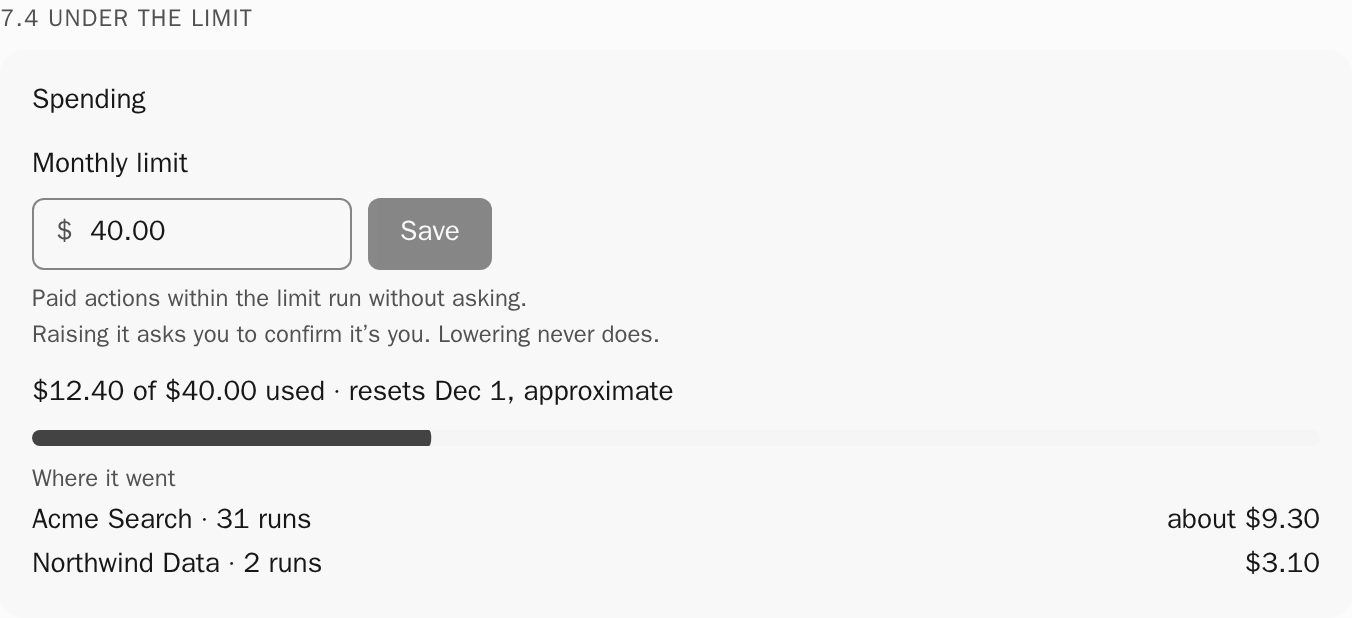 7.4 UNDER THE LIMIT
Spending
Monthly limit
$ 40.00
Save
Paid actions within the limit run without asking.
Raising it asks you to confirm it’s you. Lowering never does.
$12.40 of $40.00 used · resets Dec 1, approximate
Where it went
Acme Search · 31 runs about $9.30
Northwind Data · 2 runs $3.10